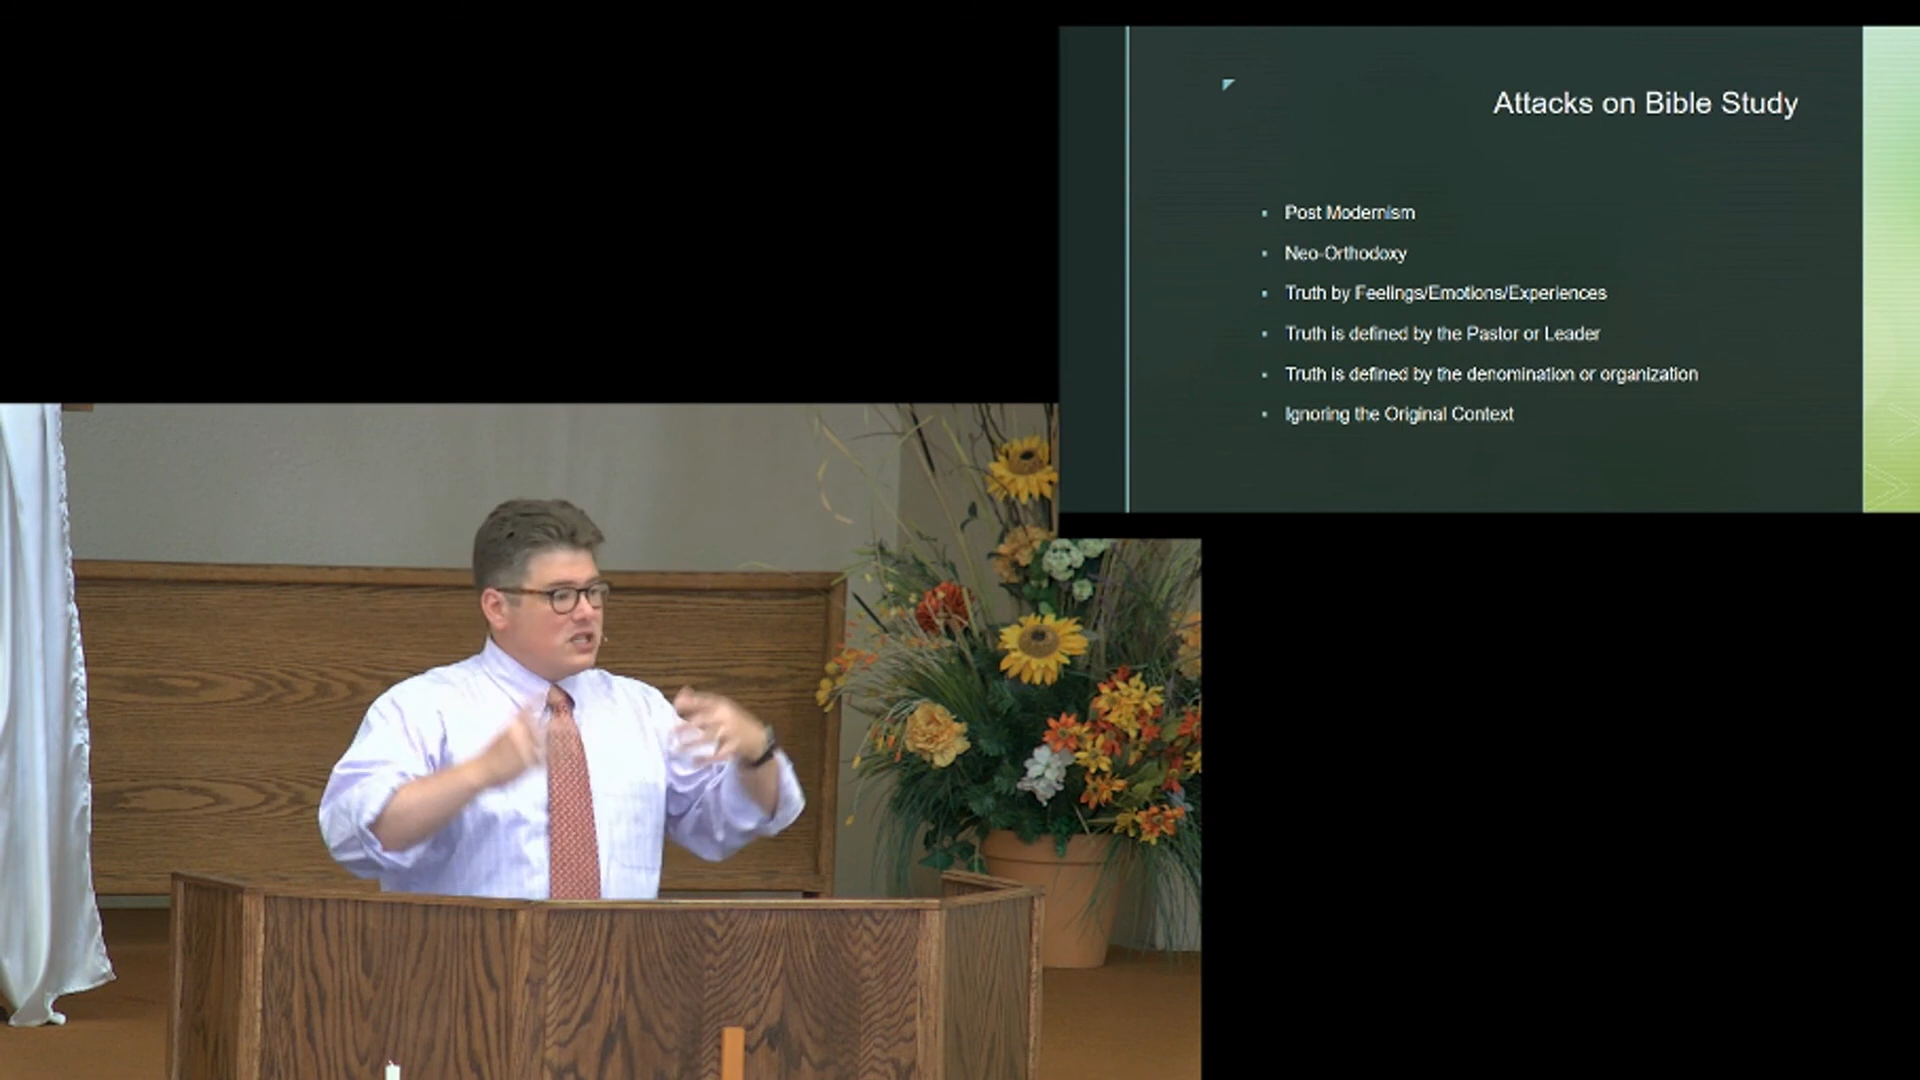 Attacks on Bible Study
Post Modernism
Neo-Orthodoxy
Truth by Feelings/Emotions/Experiences
Truth is defined by the Pastor or Leader
Truth is defined by the denomination or organization
Ignoring the Original Context